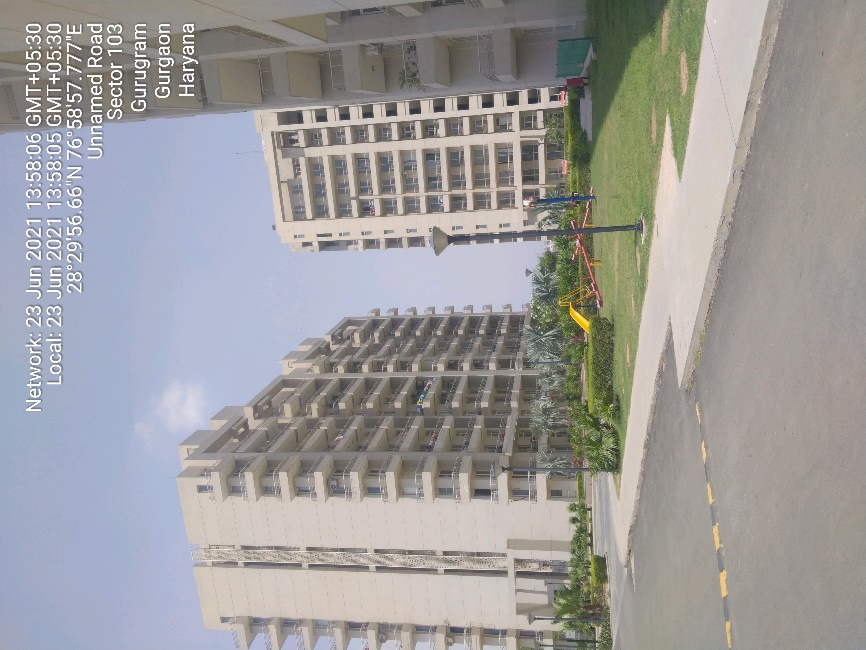 Network: 23 Jun 2021 13:58:06 GMT+05:30
Local: 23 Jun 2021 13:58:05 GMT+05:30
28°29'56.66"N 76°58'57.777"E
Unnamed Road
Sector 103
Gurugram
Gurgaon
Haryana